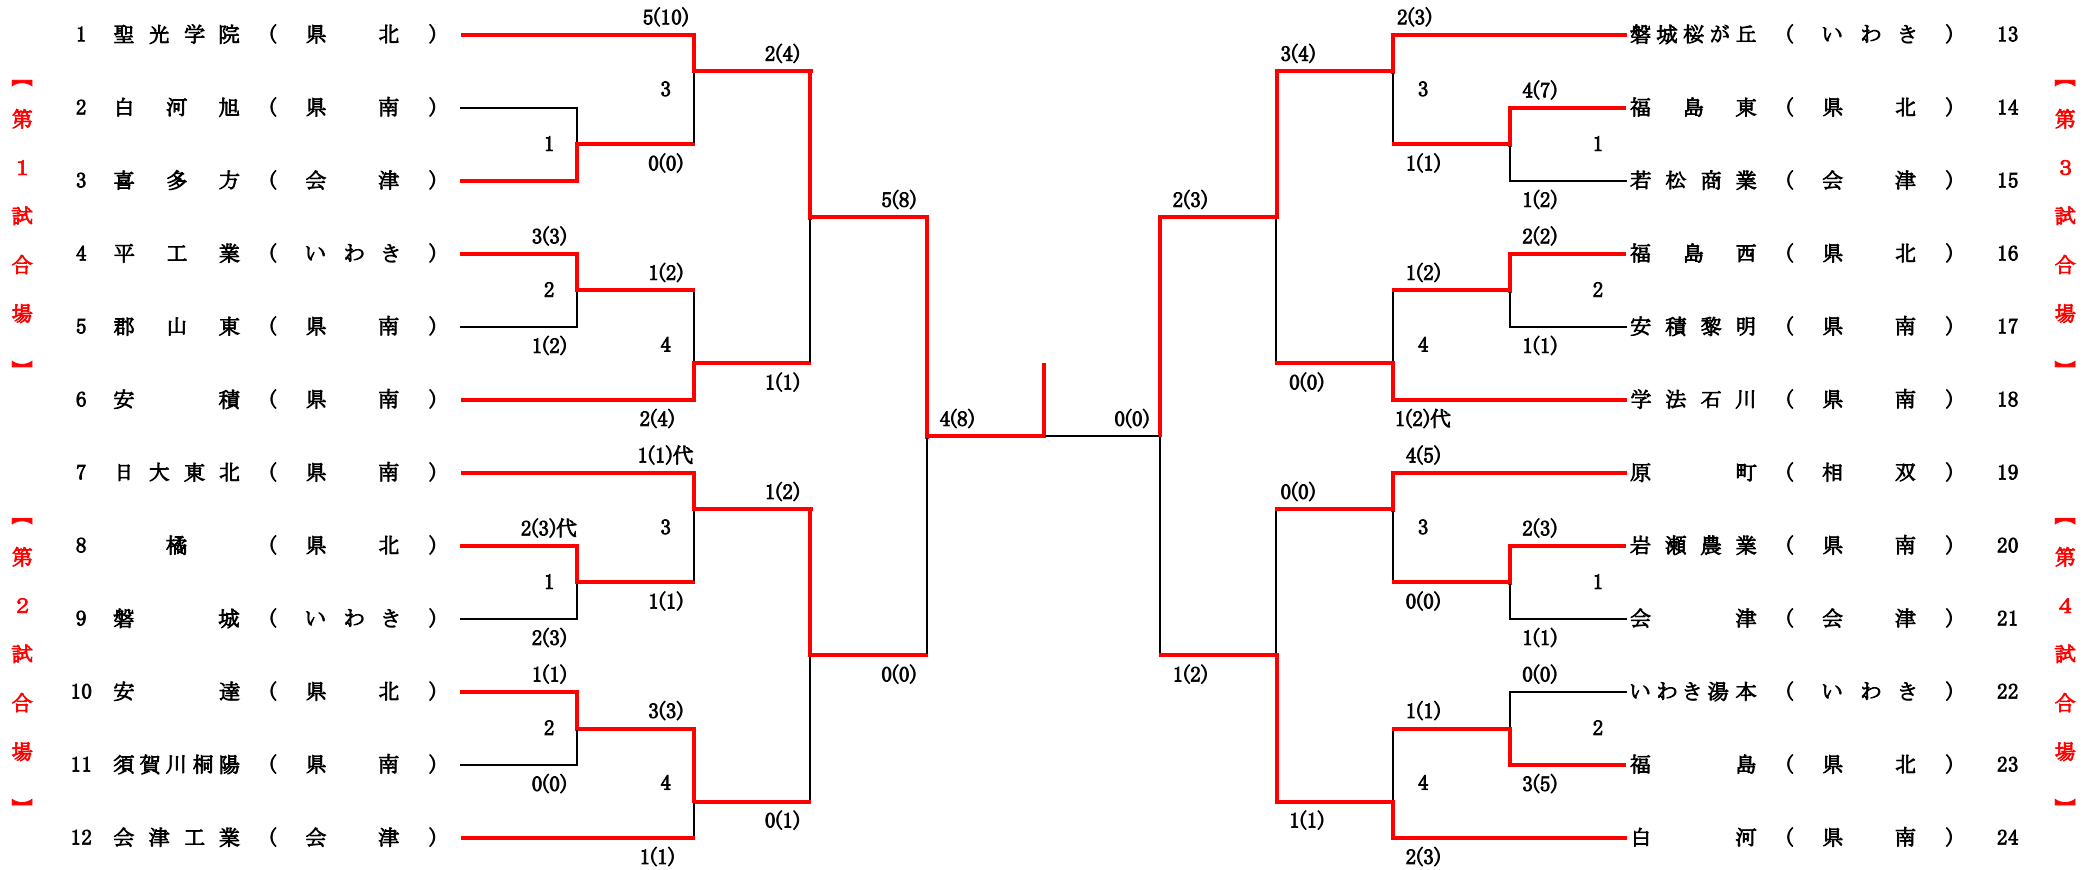 【第1試合場】
1 聖光学院（県北） 5(10)
2(4)
3
2 白河旭（県南）
1
0(0)
3 喜多方（会津）
5(8)
4 平工業（いわき） 3(3)
1(2)
2
5 郡山東（県南） 1(2)
4
1(1)
6 安積（県南） 2(4)
4(8)
【第2試合場】
7 日大東北（県南） 1(1)代
1(2)
3
8 橘（県北） 2(3)代
1
1(1)
9 磐城（いわき） 2(3)
0(0)
10 安達（県北） 1(1)
3(3)
2
11 須賀川桐陽（県南） 0(0)
4
0(1)
12 会津工業（会津） 1(1)
【第3試合場】
2(3) 磐城桜が丘（いわき） 13
3(4)
3
4(7) 福島東（県北） 14
1
1(1)
1(2) 若松商業（会津） 15
2(3)
2(2) 福島西（県北） 16
1(2)
2
1(1) 安積黎明（県南） 17
4
0(0)
1(2)代 学法石川（県南） 18
0(0)
【第4試合場】
4(5) 原町（相双） 19
0(0)
3
2(3) 岩瀬農業（県南） 20
1
0(0)
1(1) 会津（会津） 21
1(2)
0(0) いわき湯本（いわき） 22
1(1)
2
3(5) 福島（県北） 23
4
1(1)
2(3) 白河（県南） 24